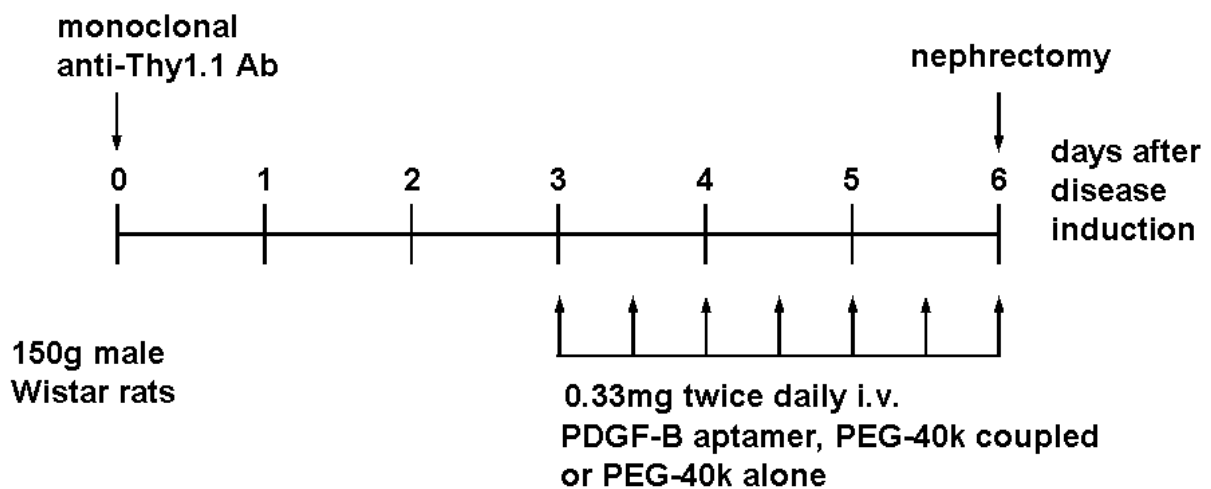 monoclonal
anti-Thy1.1 Ab
nephrectomy
0 1 2 3 4 5 6
days after
disease
induction
150g male
Wistar rats
0.33mg twice daily i.v.
PDGF-B aptamer, PEG-40k coupled
or PEG-40k alone